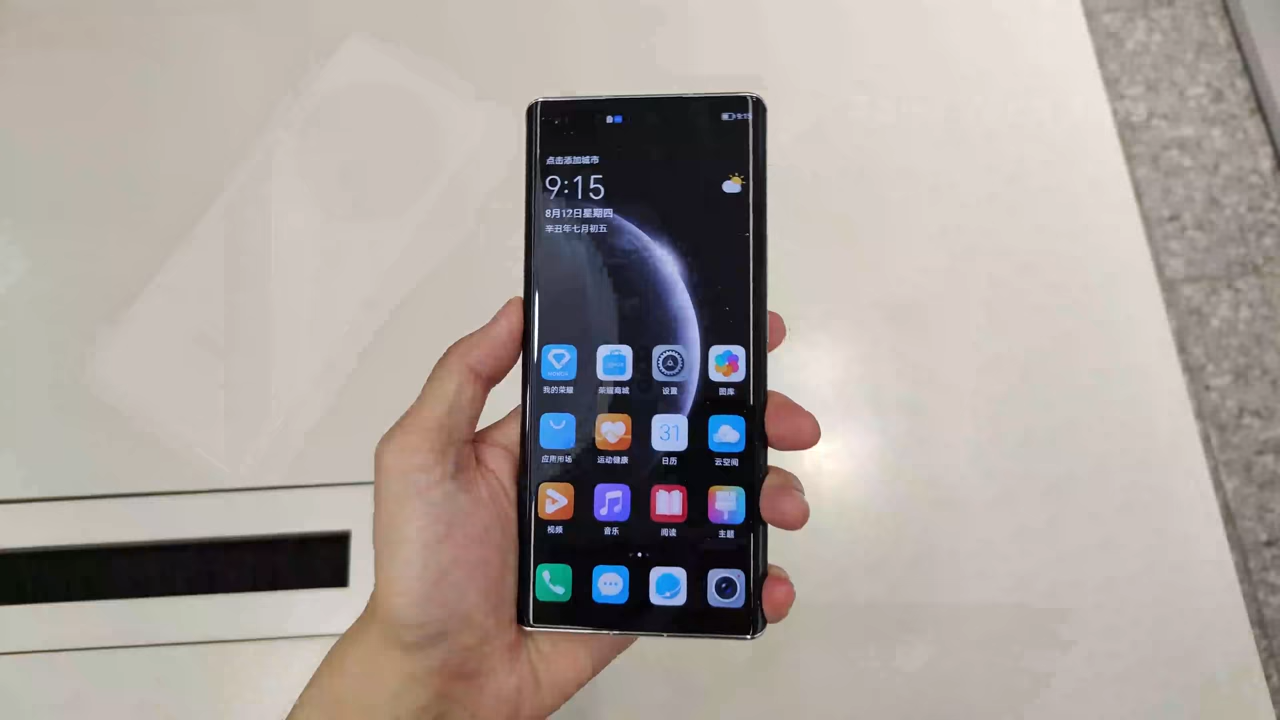 点击添加城市
9:15
8月12日星期四
辛丑年七月初五
我的荣耀
荣耀商城
设置
图库
应用市场
运动健康
31
日历
云空间
视频
音乐
阅读
主题